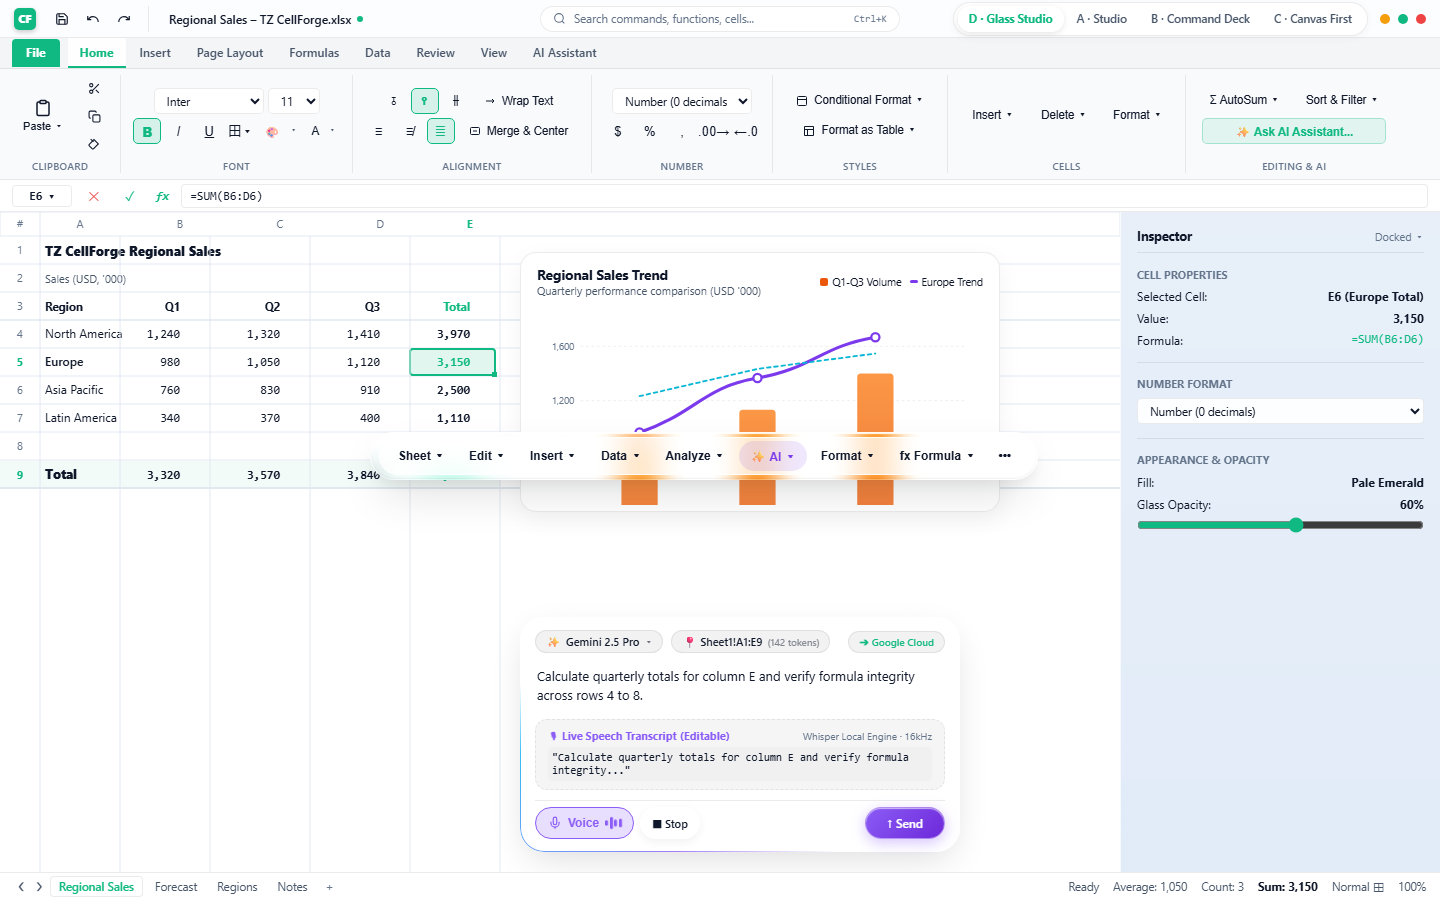 CF Regional Sales – TZ CellForge.xlsx Search commands, functions, cells... Ctrl+K D · Glass Studio A · Studio B · Command Deck C · Canvas First
File Home Insert Page Layout Formulas Data Review View AI Assistant
Paste
Inter 11
B I U A
Wrap Text
Merge & Center
Number (0 decimals
$ % , .00→ ←.0
Conditional Format
Format as Table
Insert Delete Format
Σ AutoSum Sort & Filter
Ask AI Assistant...
CLIPBOARD FONT ALIGNMENT NUMBER STYLES CELLS EDITING & AI
E6 fx =SUM(B6:D6)
# A B C D E
1 TZ CellForge Regional Sales
2 Sales (USD, '000)
3 Region Q1 Q2 Q3 Total
4 North America 1,240 1,320 1,410 3,970
5 Europe 980 1,050 1,120 3,150
6 Asia Pacific 760 830 910 2,500
7 Latin America 340 370 400 1,110
8
9 Total 3,320 3,570 3,840
Regional Sales Trend
Quarterly performance comparison (USD '000)
Q1-Q3 Volume Europe Trend
1,600
1,200
Sheet Edit Insert Data Analyze AI Format fx Formula •••
Gemini 2.5 Pro Sheet1!A1:E9 (142 tokens) Google Cloud
Calculate quarterly totals for column E and verify formula integrity
across rows 4 to 8.
Live Speech Transcript (Editable) Whisper Local Engine · 16kHz
"Calculate quarterly totals for column E and verify formula
integrity..."
Voice Stop ↑ Send
Inspector Docked
CELL PROPERTIES
Selected Cell: E6 (Europe Total)
Value: 3,150
Formula: =SUM(B6:D6)
NUMBER FORMAT
Number (0 decimals)
APPEARANCE & OPACITY
Fill: Pale Emerald
Glass Opacity: 60%
Regional Sales Forecast Regions Notes + Ready Average: 1,050 Count: 3 Sum: 3,150 Normal 100%